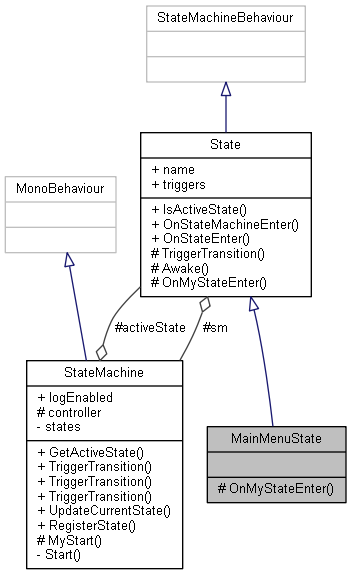 StateMachineBehaviour
State
+ name
+ triggers
+ IsActiveState()
+ OnStateMachineEnter()
+ OnStateEnter()
# TriggerTransition()
# Awake()
# OnMyStateEnter()
MonoBehaviour
#activeState
#sm
StateMachine
+ logEnabled
# controller
- states
+ GetActiveState()
+ TriggerTransition()
+ TriggerTransition()
+ TriggerTransition()
+ UpdateCurrentState()
+ RegisterState()
# MyStart()
- Start()
MainMenuState
# OnMyStateEnter()